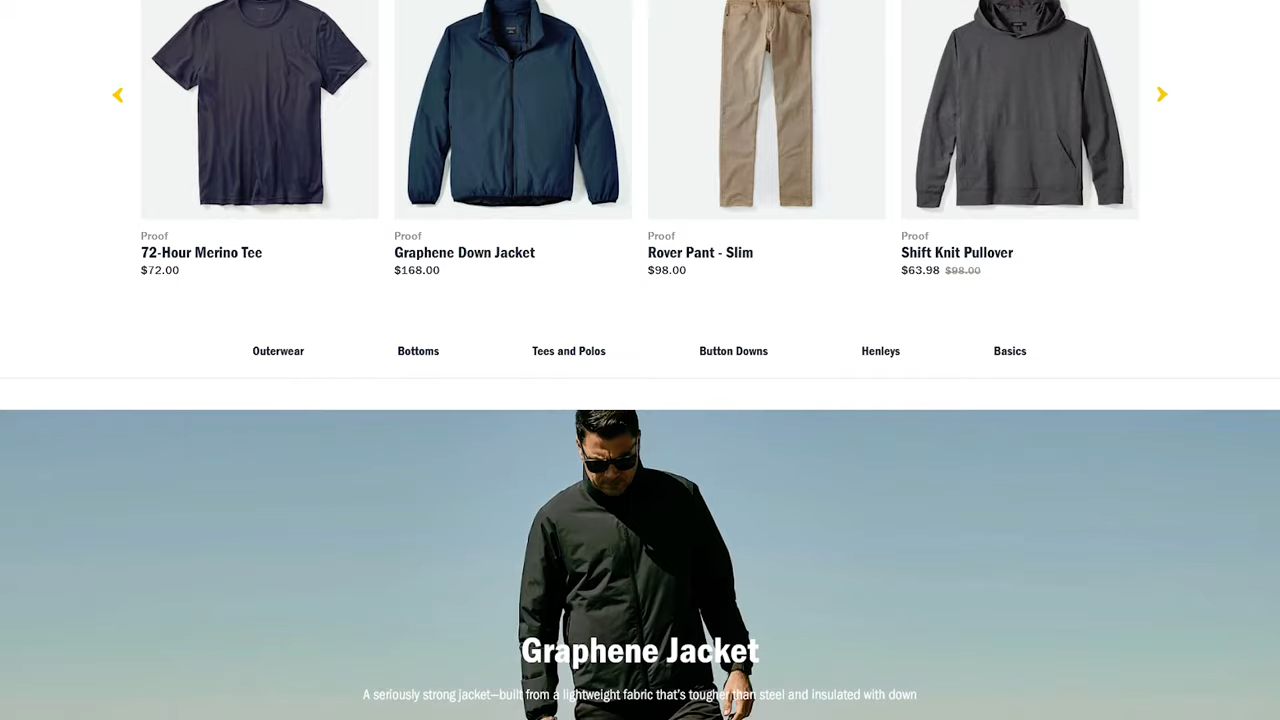 Proof
72-Hour Merino Tee
$72.00
Proof
Graphene Down Jacket
$168.00
Proof
Rover Pant - Slim
$98.00
Proof
Shift Knit Pullover
$63.98 $98.00
Outerwear
Bottoms
Tees and Polos
Button Downs
Henleys
Basics
Graphene Jacket
A seriously strong jacket—built from a lightweight fabric that's tougher than steel and insulated with down